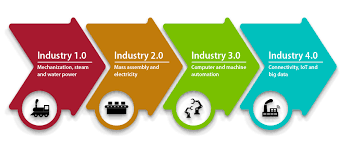 Industry 1.0
Mechanization, steam
and water power
Industry 2.0
Mass assembly and
electricity
Industry 3.0
Computer and machine
automation
Industry 4.0
Connectivity, IoT and
big data